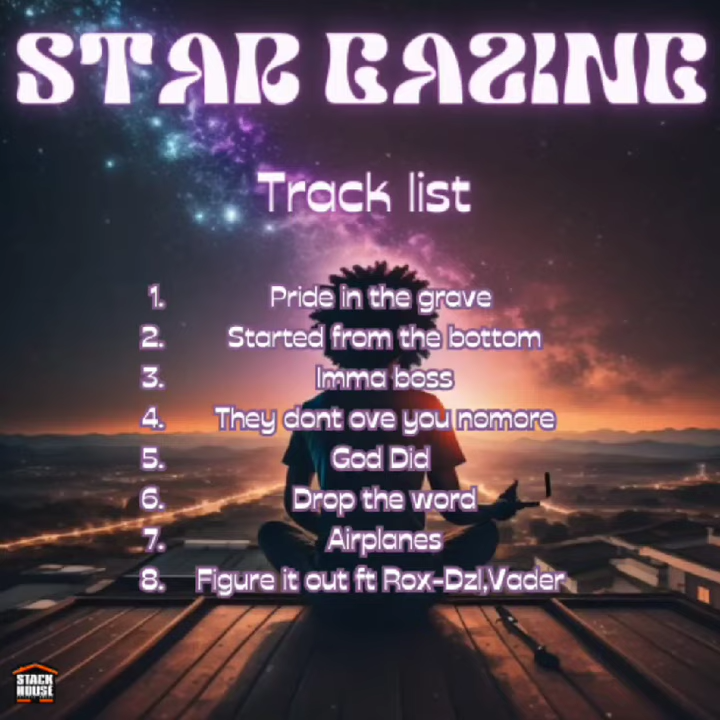 STAR GAZING
Track list
1. Pride in the grave
2. Started from the bottom
3. Imma boss
4. They dont ove you nomore
5. God Did
6. Drop the word
7. Airplanes
8. Figure it out ft Rox-Dzl,Vader
STACK
HOUSE